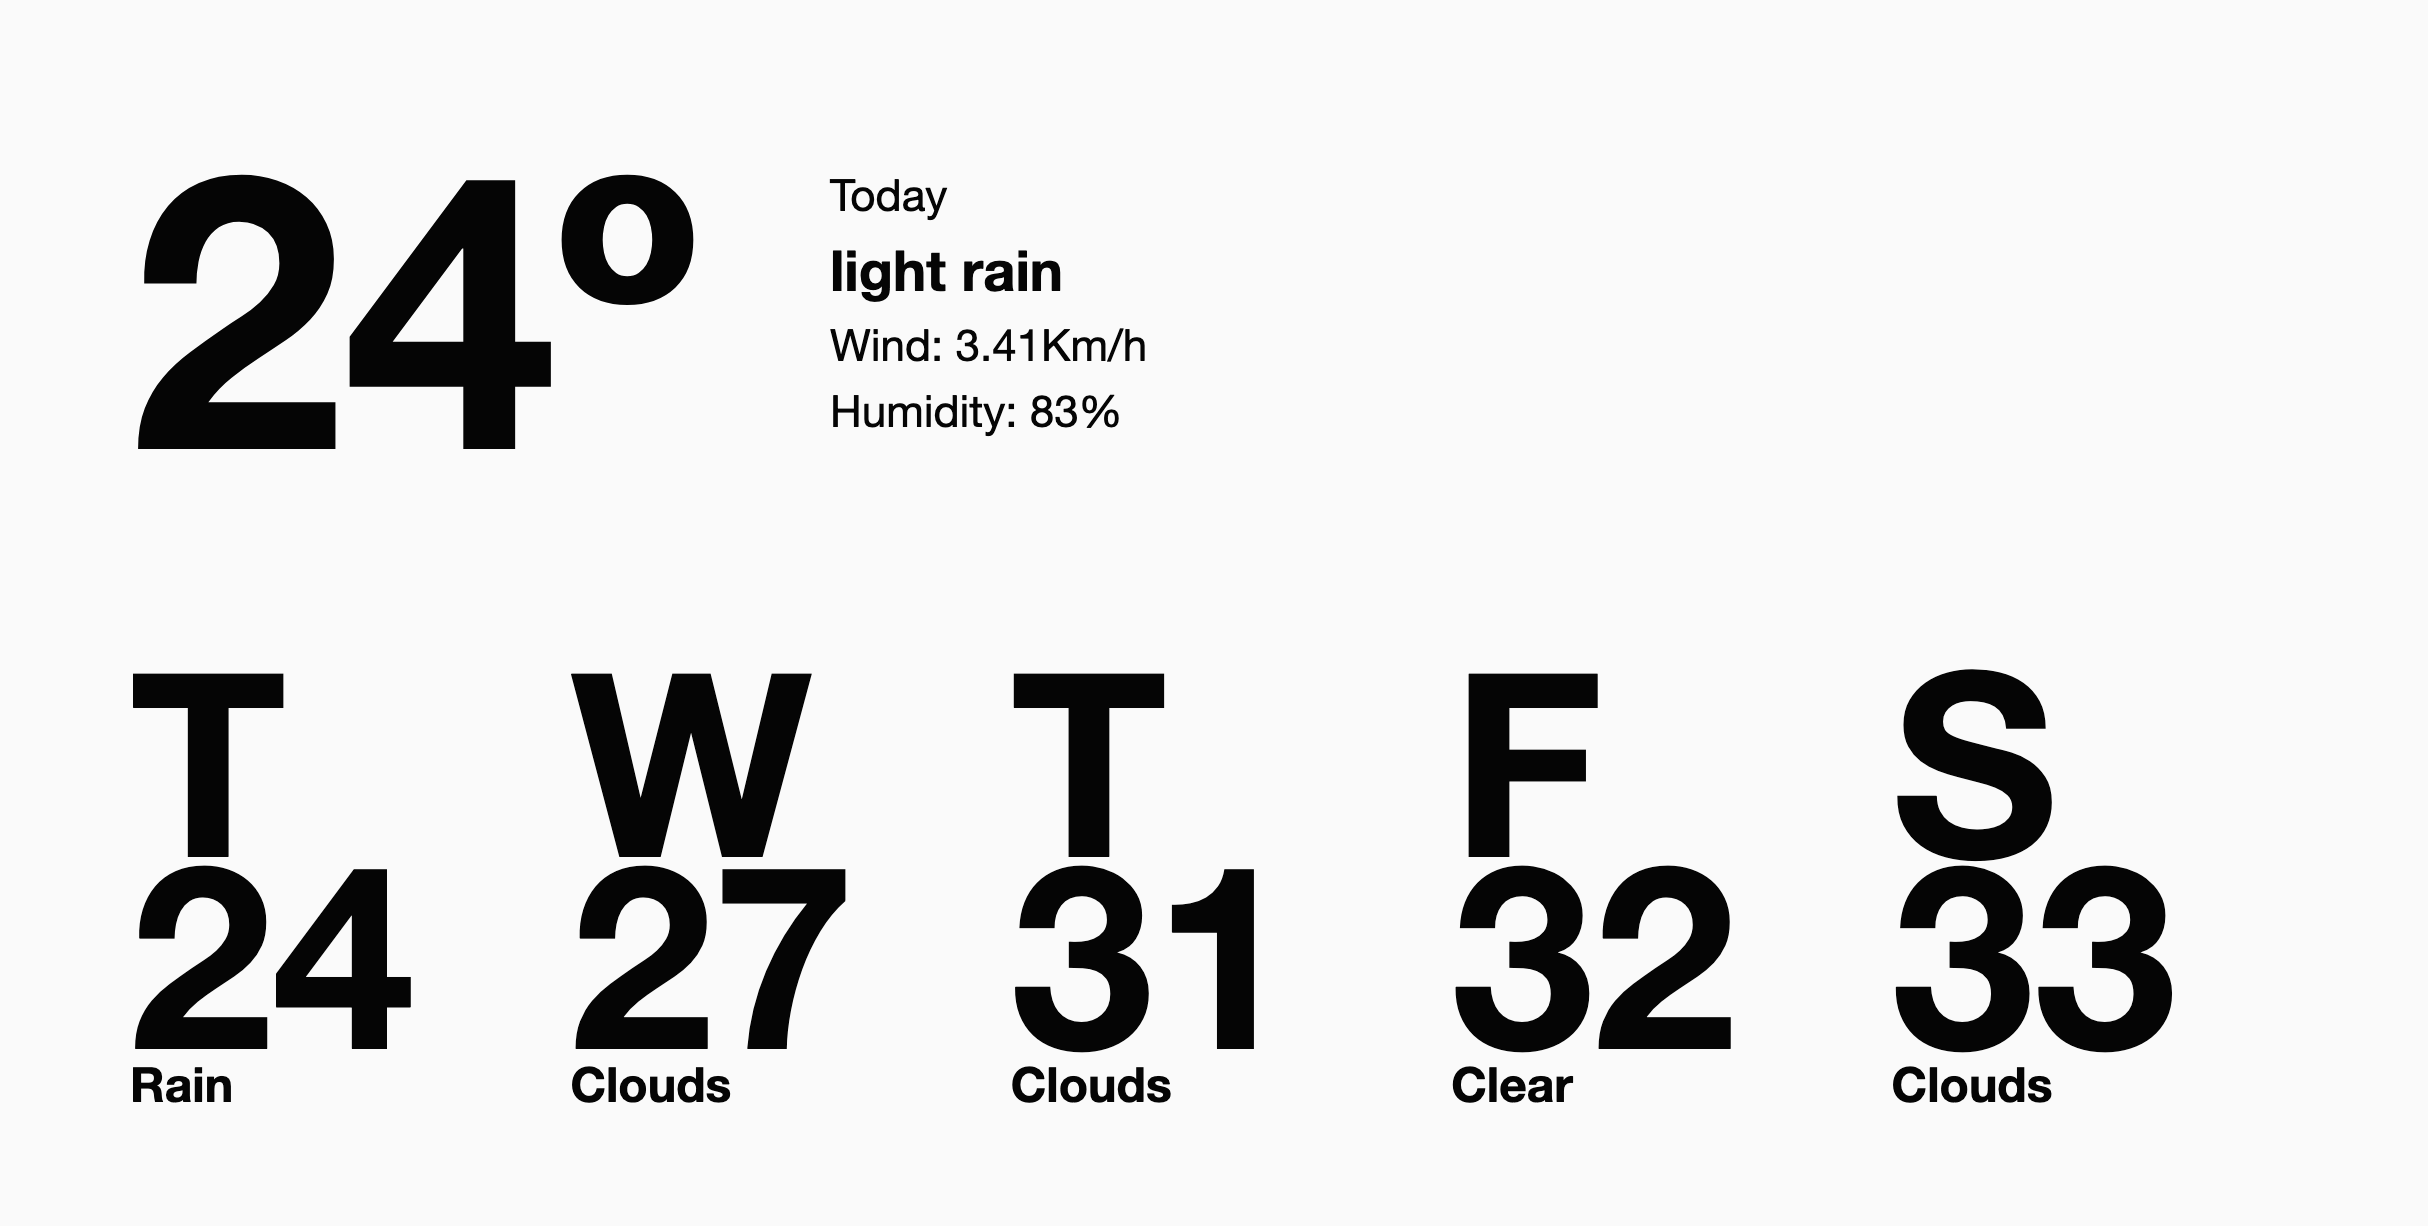 24º
Today
light rain
Wind: 3.41Km/h
Humidity: 83%
T
24
Rain
W
27
Clouds
T
31
Clouds
F
32
Clear
S
33
Clouds